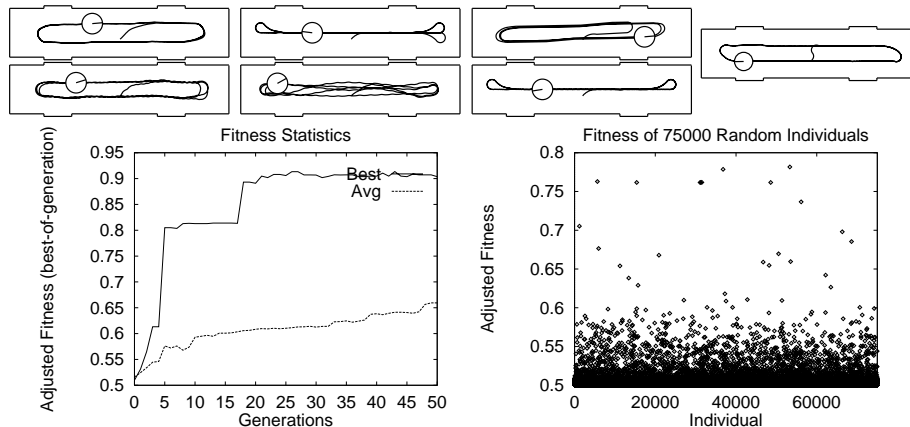 Fitness Statistics
Adjusted Fitness (best-of-generation)
0.95
0.9
0.85
0.8
0.75
0.7
0.65
0.6
0.55
0.5
Best
Avg
0 5 10 15 20 25 30 35 40 45 50
Generations
Fitness of 75000 Random Individuals
Adjusted Fitness
0.8
0.75
0.7
0.65
0.6
0.55
0.5
0 20000 40000 60000
Individual